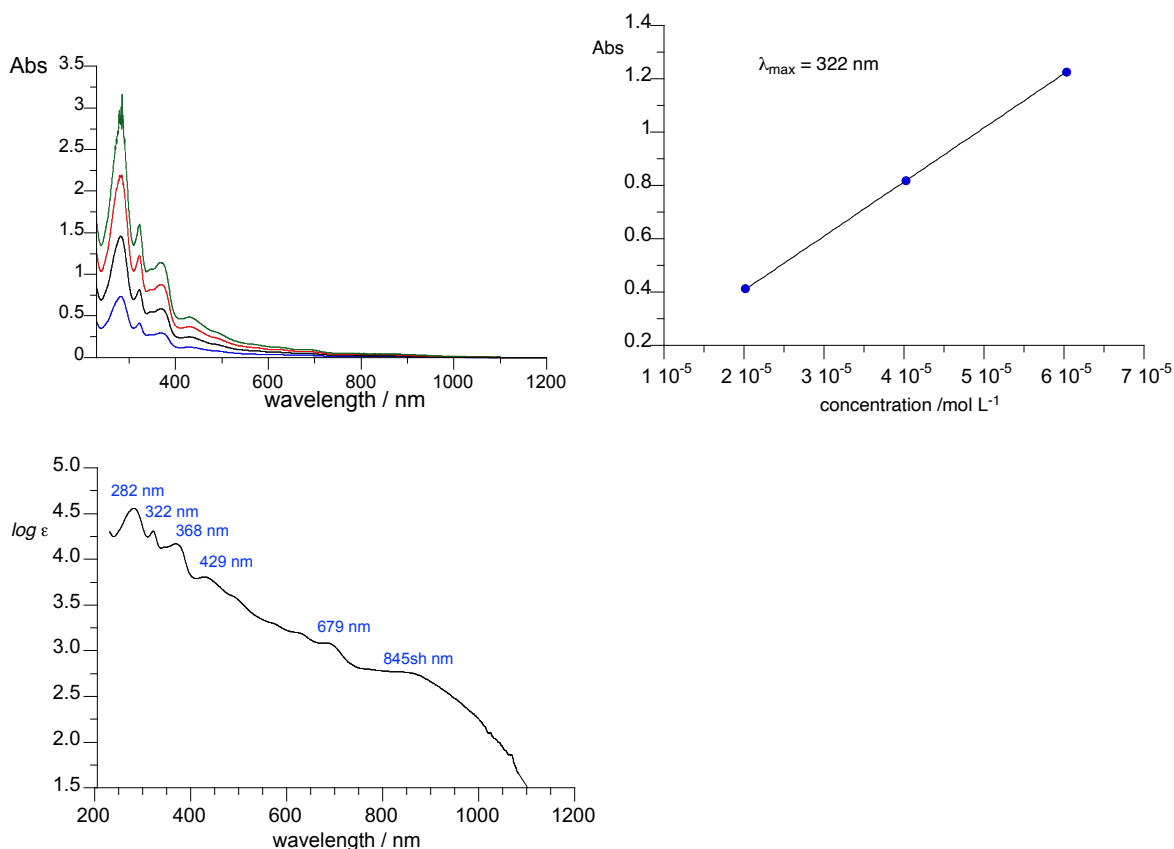 Abs
3.5
3
2.5
2
1.5
1
0.5
0
400 600 800 1000 1200
wavelength / nm
1.4
Abs
1.2
1
0.8
0.6
0.4
0.2
λmax = 322 nm
1 10-5 2 10-5 3 10-5 4 10-5 5 10-5 6 10-5 7 10-5
concentration /mol L-1
5.0
4.5
log ε
4.0
3.5
3.0
2.5
2.0
1.5
282 nm
322 nm
368 nm
429 nm
679 nm
845sh nm
200 400 600 800 1000 1200
wavelength / nm